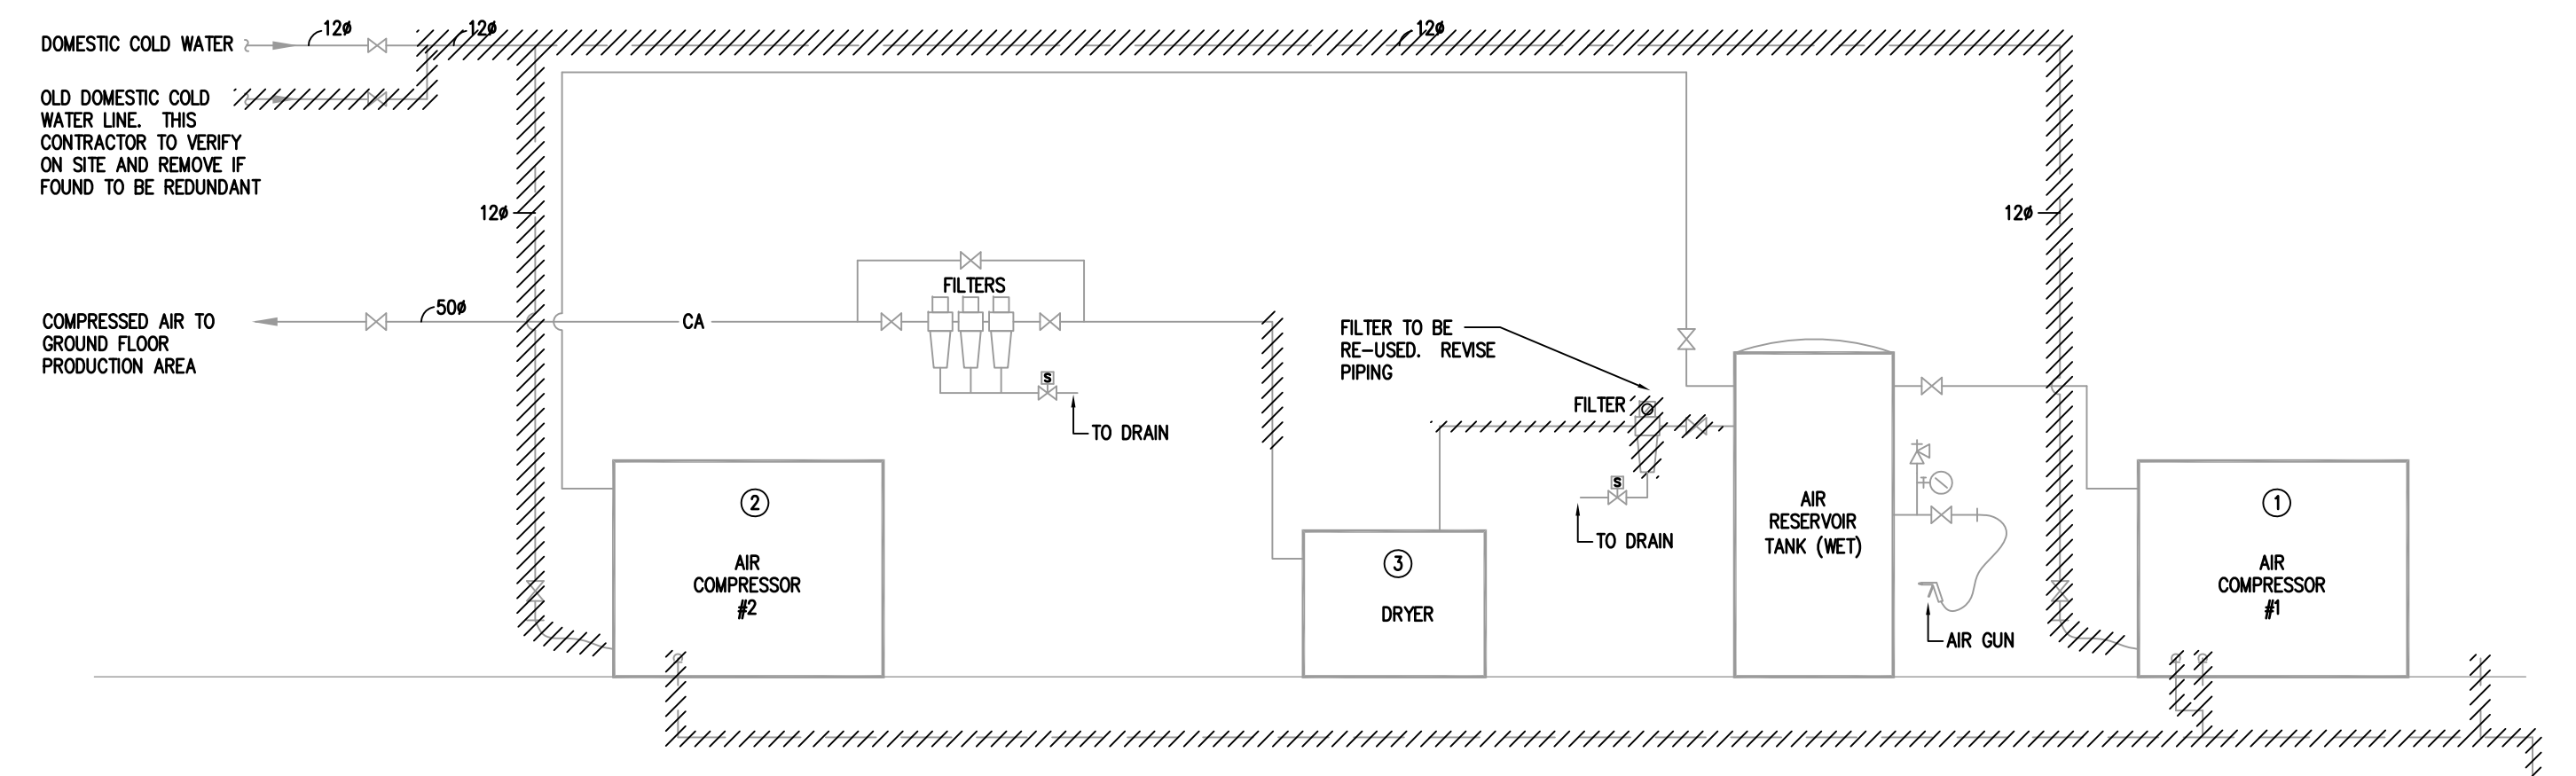 DOMESTIC COLD WATER
12ø
12ø
12ø
OLD DOMESTIC COLD
WATER LINE. THIS
CONTRACTOR TO VERIFY
ON SITE AND REMOVE IF
FOUND TO BE REDUNDANT
12ø
12ø
COMPRESSED AIR TO
GROUND FLOOR
PRODUCTION AREA
50ø
CA
FILTERS
S
TO DRAIN
FILTER TO BE
RE-USED. REVISE
PIPING
FILTER
S
TO DRAIN
2
AIR
COMPRESSOR
#2
3
DRYER
AIR
RESERVOIR
TANK (WET)
AIR GUN
1
AIR
COMPRESSOR
#1